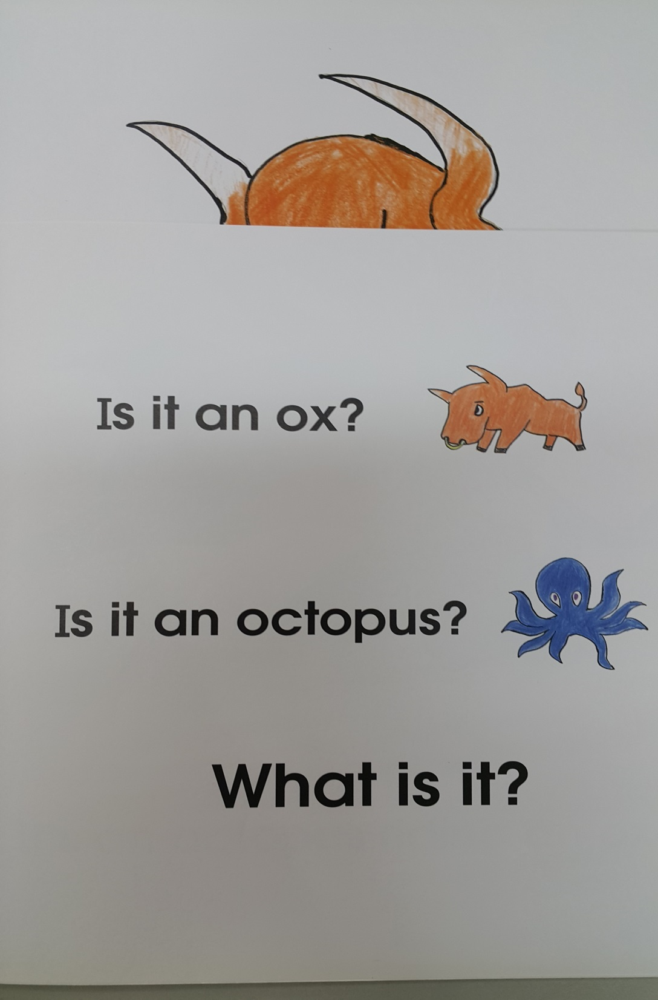 Is it an ox?
Is it an octopus?
What is it?